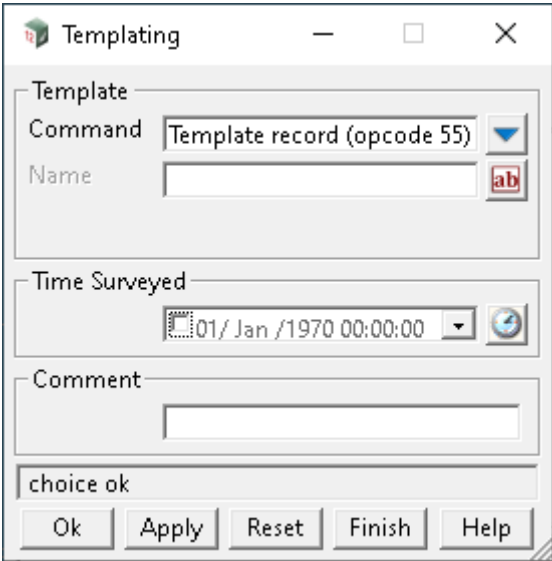 Templating
Template
Command Template record (opcode 55)
Name ab
Time Surveyed
01/ Jan /1970 00:00:00
Comment
choice ok
Ok Apply Reset Finish Help